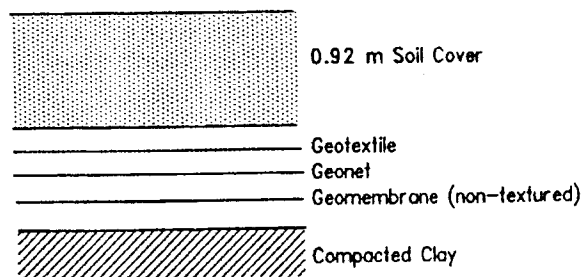 0.92 m Soil Cover
Geotextile
Geonet
Geomembrane (non-textured)
Compacted Clay